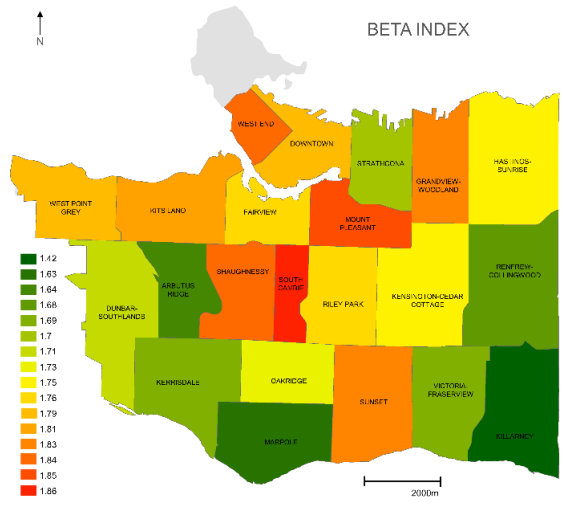 BETA INDEX
N
WEST END
DOWNTOWN
STRATHCONA
GRANDVIEW-
WOODLAND
HASTINGS-
SUNRISE
WEST POINT
GREY
KITS LANO
FAIRVIEW
MOUNT
PLEASANT
ARBUTUS
RIDGE
SHAUGHNESSY
SOUTH
CAMBIE
RILEY PARK
KENSINGTON-CEDAR
COTTAGE
RENFREY-
COLLINGWOOD
DUNBAR-
SOUTHLANDS
KERRISDALE
OAKRIDGE
SUNSET
VICTORIA-
FRASERVIEW
KILLARNEY
MARPOLE
1.42
1.63
1.64
1.68
1.69
1.7
1.71
1.73
1.75
1.76
1.79
1.81
1.83
1.84
1.85
1.86
2000m